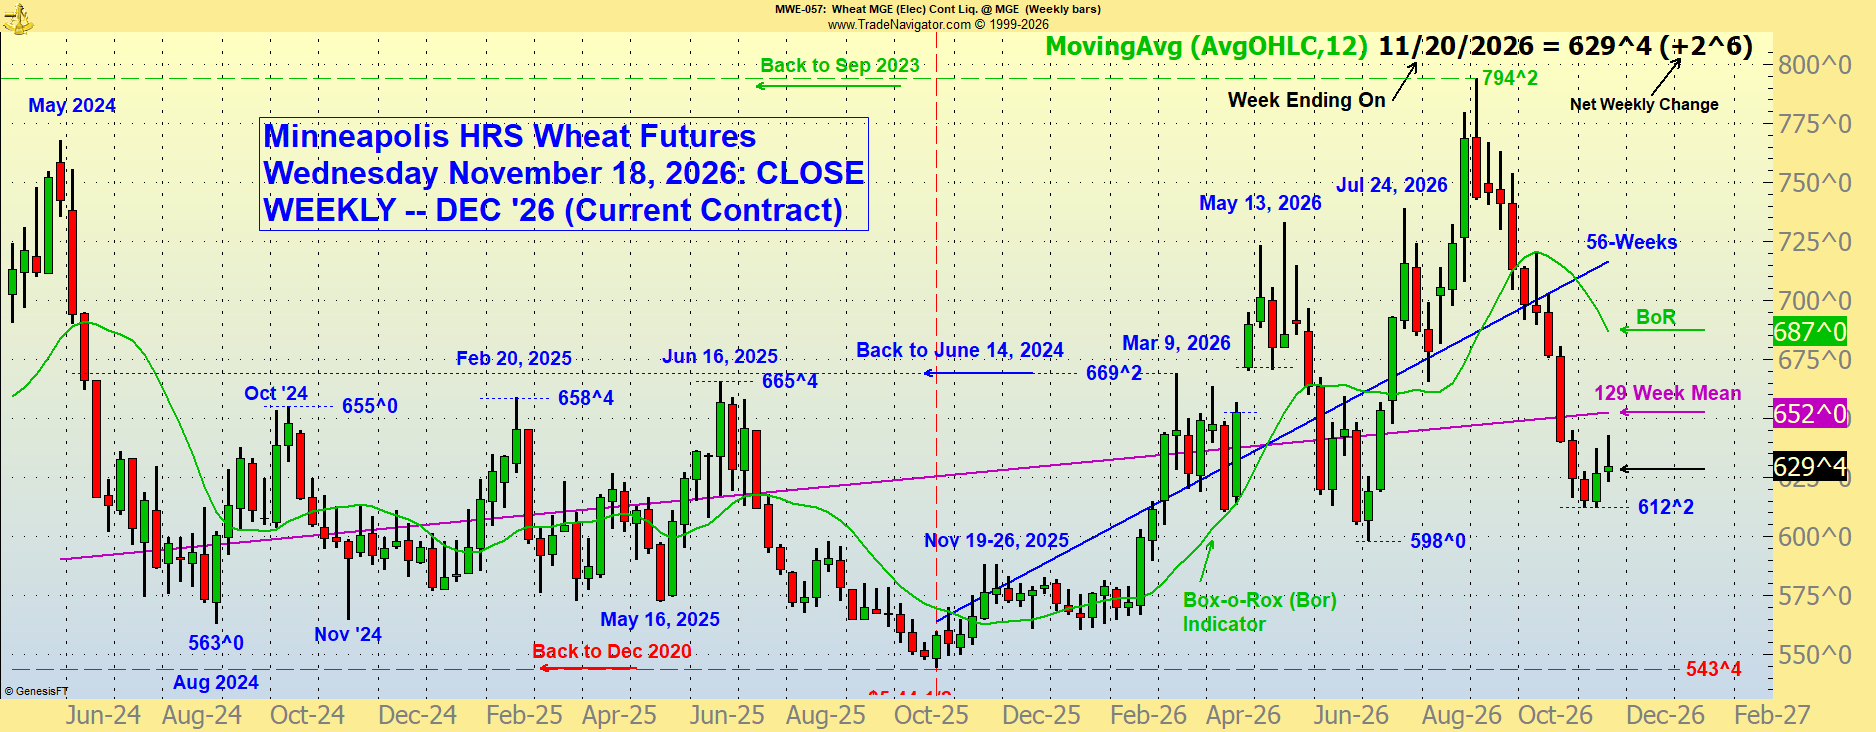 MWE-057: Wheat MGE (Elec) Cont Liq. @ MGE (Weekly bars)
www.TradeNavigator.com © 1999-2026
MovingAvg (AvgOHLC,12) 11/20/2026 = 629^4 (+2^6)
Back to Sep 2023
794^2
Week Ending On
Net Weekly Change
May 2024
Minneapolis HRS Wheat Futures
Wednesday November 18, 2026: CLOSE
WEEKLY -- DEC '26 (Current Contract)
Jul 24, 2026
May 13, 2026
56-Weeks
BoR
Mar 9, 2026
Back to June 14, 2024
Feb 20, 2025
Jun 16, 2025
669^2
665^4
Oct '24
655^0
658^4
129 Week Mean
612^2
598^0
Nov 19-26, 2025
Box-o-Rox (Bor)
Indicator
May 16, 2025
Nov '24
563^0
Back to Dec 2020
543^4
Aug 2024
© GenesisFT
800^0
775^0
750^0
725^0
700^0
687^0
675^0
652^0
629^4
625^0
600^0
575^0
550^0
Jun-24 Aug-24 Oct-24 Dec-24 Feb-25 Apr-25 Jun-25 Aug-25 Oct-25 Dec-25 Feb-26 Apr-26 Jun-26 Aug-26 Oct-26 Dec-26 Feb-27